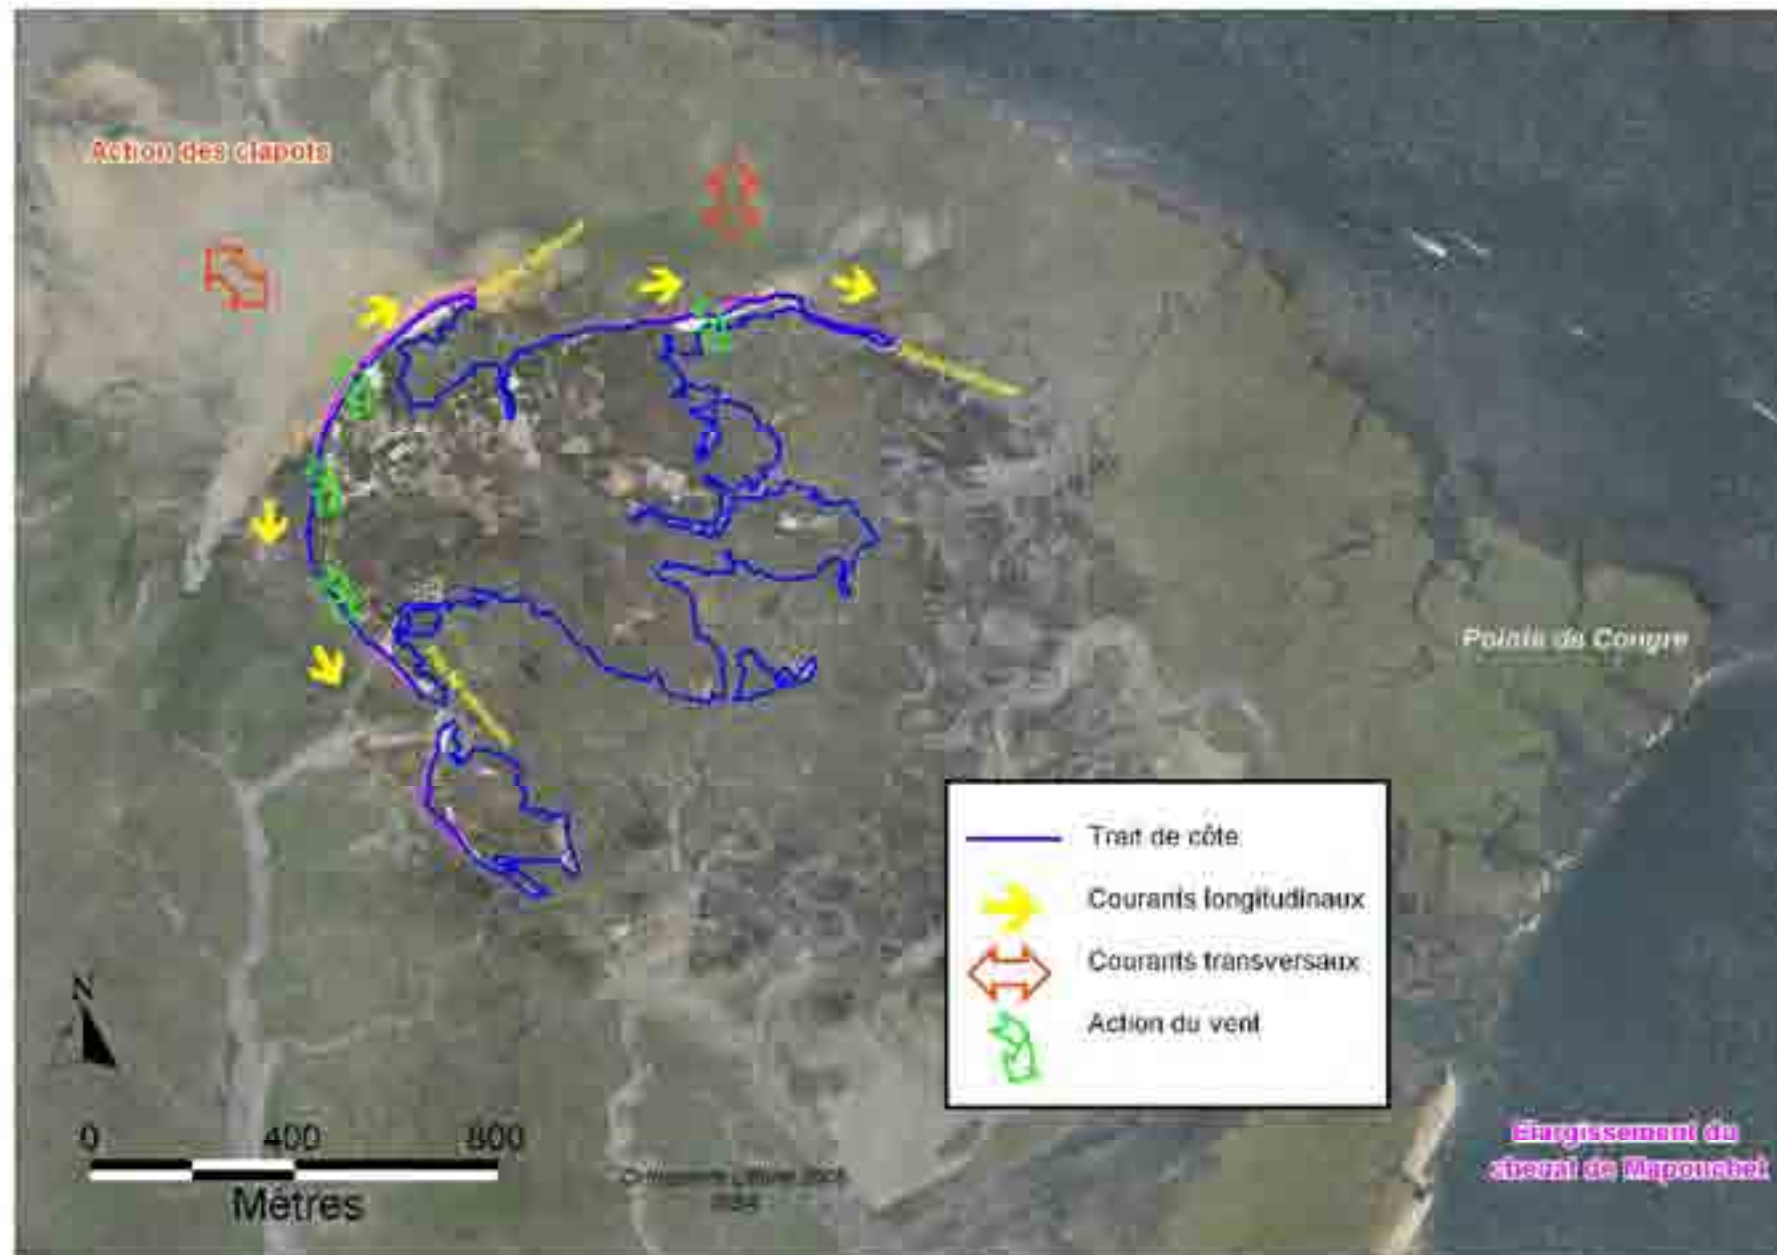 Action des clapots
Pointe de Congre
Trait de côte
Courants longitudinaux
Courants transversaux
Action du vent
N
0 400 800
Mètres
Elargissement du
chenal de Mapouchet